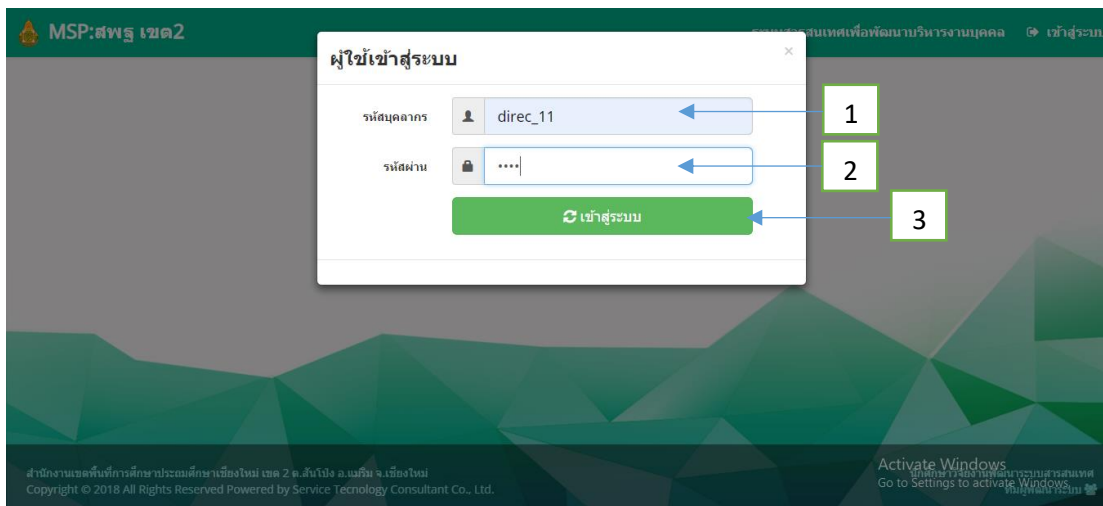 MSP:สพฐ เขต2
สนเทศเพื่อพัฒนาบริหารงานบุคคล เข้าสู่ระบบ
ผู้ใช้เข้าสู่ระบบ
×
รหัสบุคลากร direc_11
1
รหัสผ่าน ····
2
เข้าสู่ระบบ
3
สำนักงานเขตพื้นที่การศึกษาประถมศึกษาเชียงใหม่ เขต 2 ต.สันโป่ง อ.แม่ริม จ.เชียงใหม่
Copyright © 2018 All Rights Reserved Powered by Service Tecnology Consultant Co., Ltd.
Activate Windows
Go to Settings to activate Windows.
ทีมผู้พัฒนาระบบ